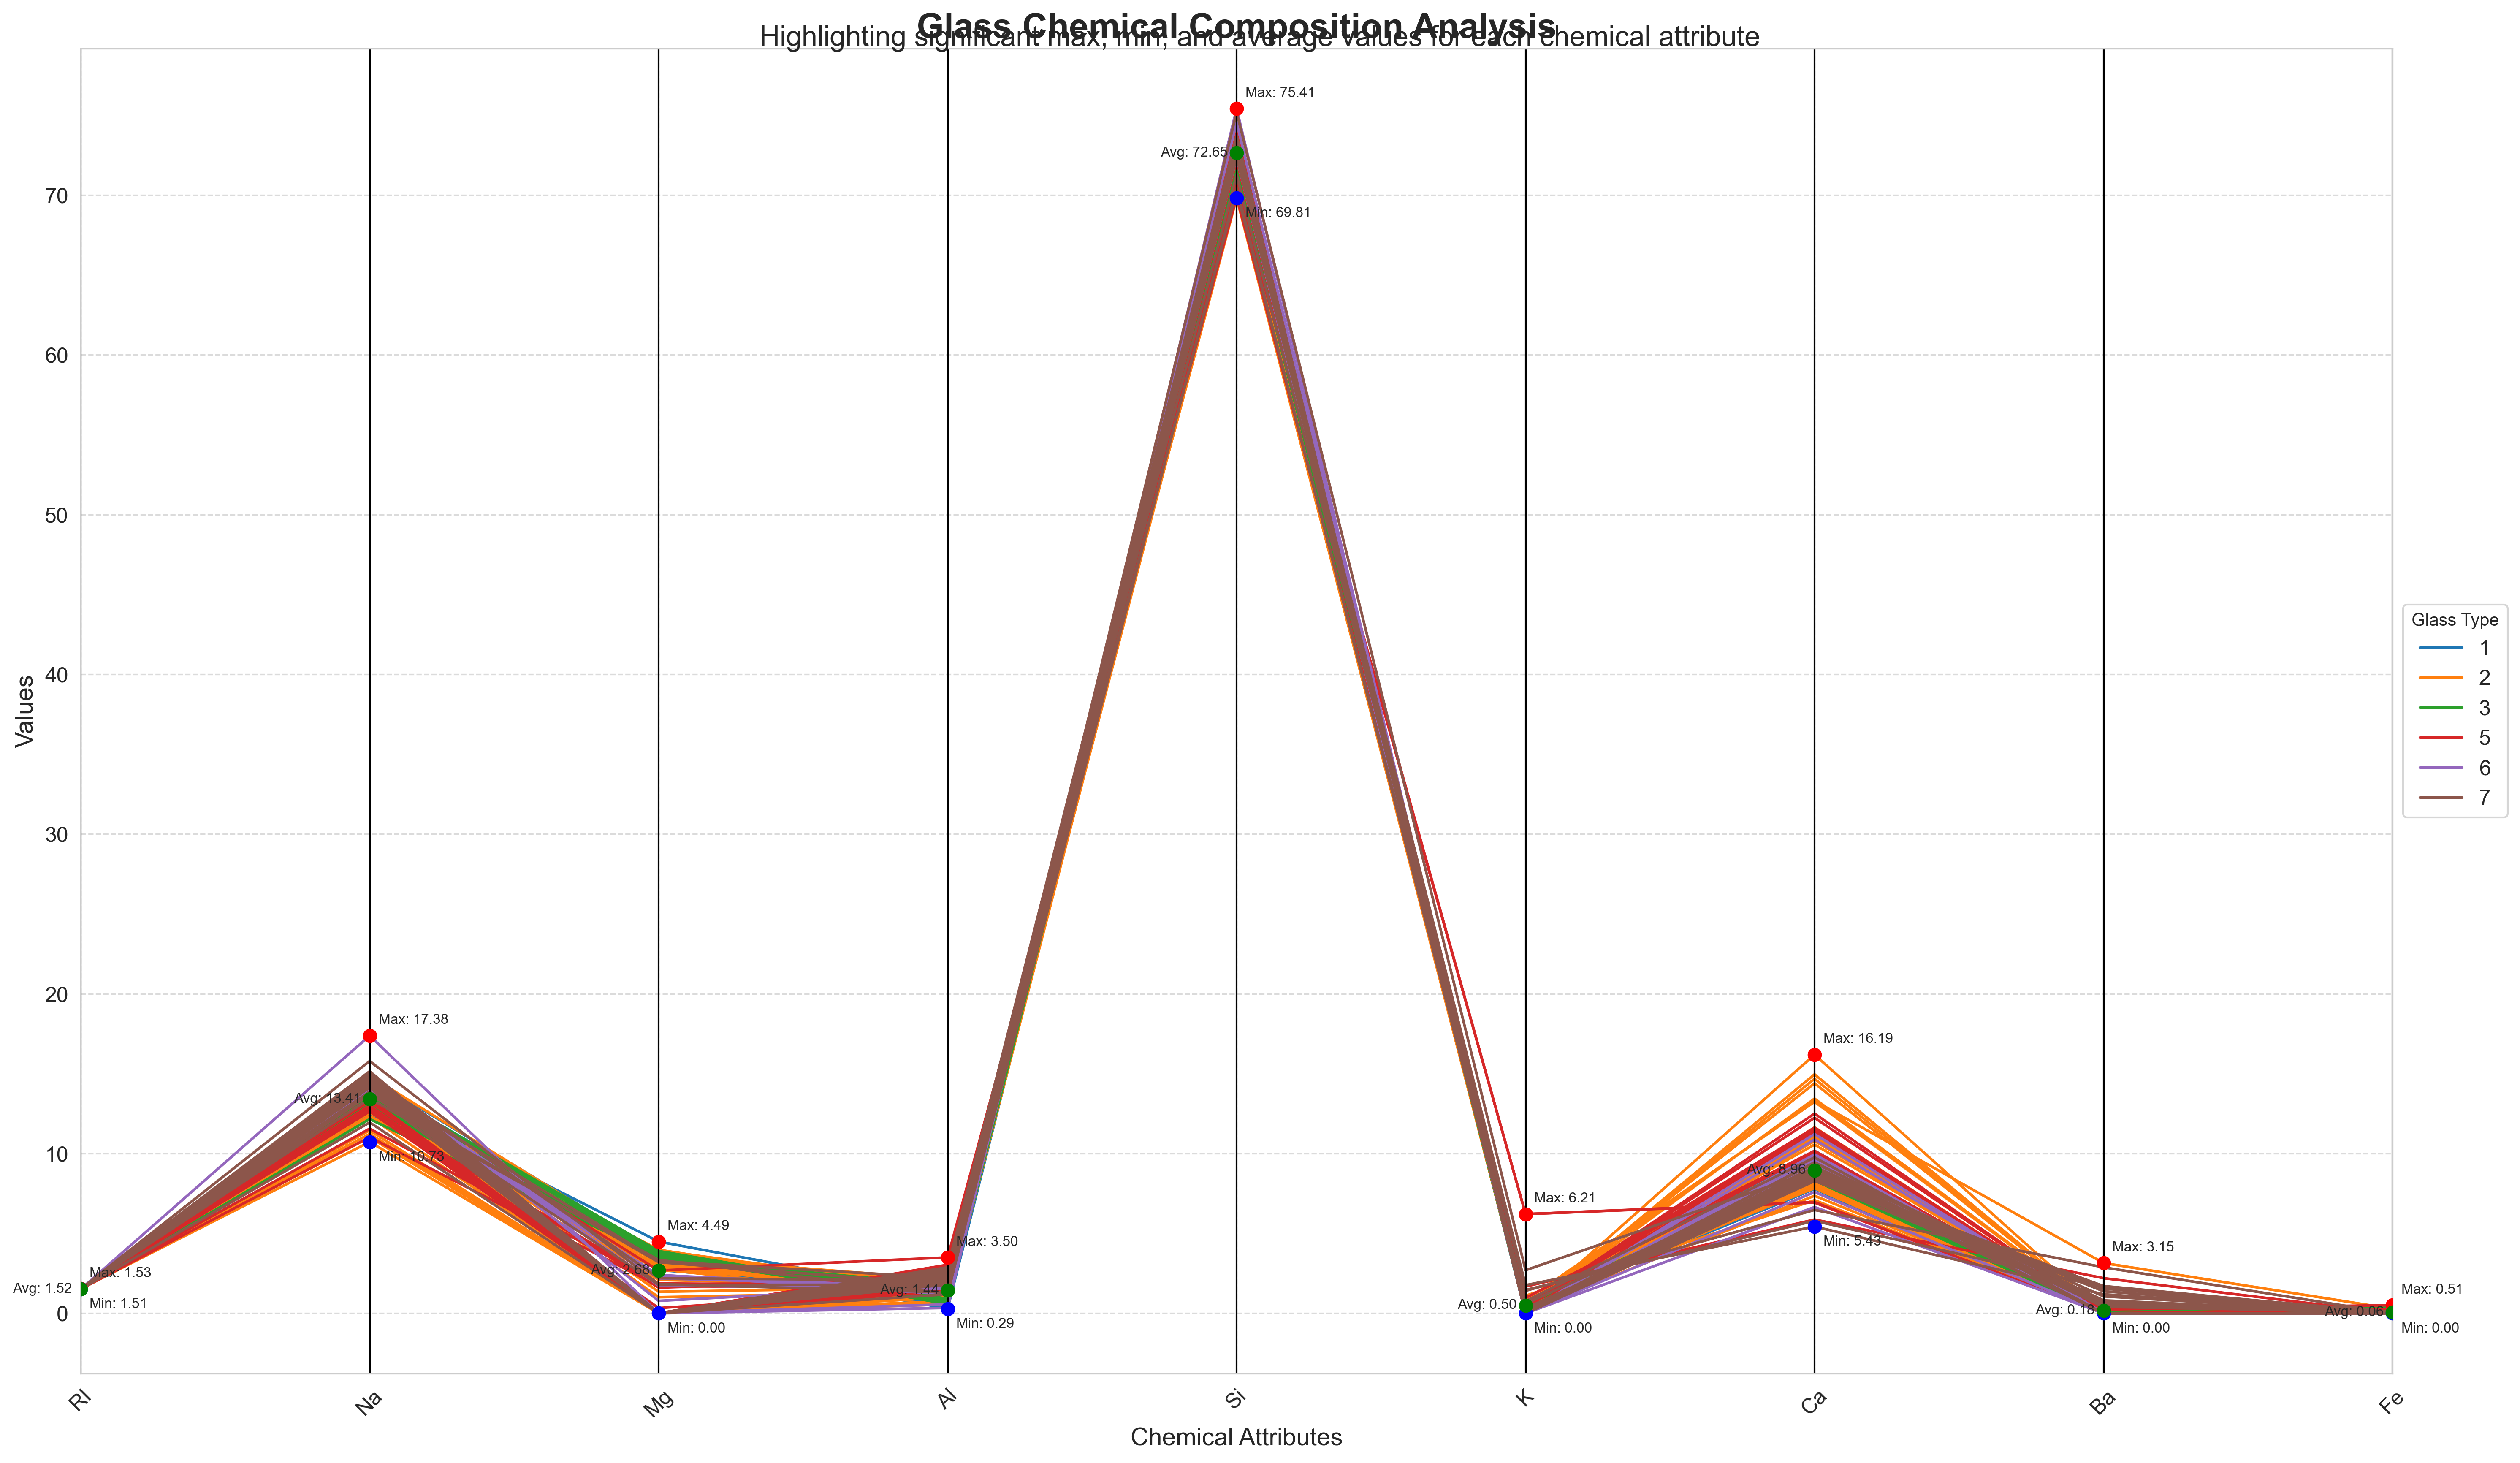 Glass Chemical Composition Analysis
Highlighting significant max, min, and average values for each chemical attribute
Max: 75.41
Avg: 72.65
Min: 69.81
70
60
50
40
30
20
10
0
Values
Max: 17.38
Avg: 13.41
Min: 10.73
Max: 16.19
Avg: 8.96
Min: 5.43
Max: 1.53
Avg: 1.52
Min: 1.51
Max: 4.49
Avg: 2.68
Min: 0.00
Max: 3.50
Avg: 1.44
Min: 0.29
Max: 6.21
Avg: 0.50
Min: 0.00
Max: 3.15
Avg: 0.18
Min: 0.00
Max: 0.51
Avg: 0.06
Min: 0.00
Glass Type
1
2
3
5
6
7
RI
Na
Mg
Al
Si
K
Ca
Ba
Fe
Chemical Attributes